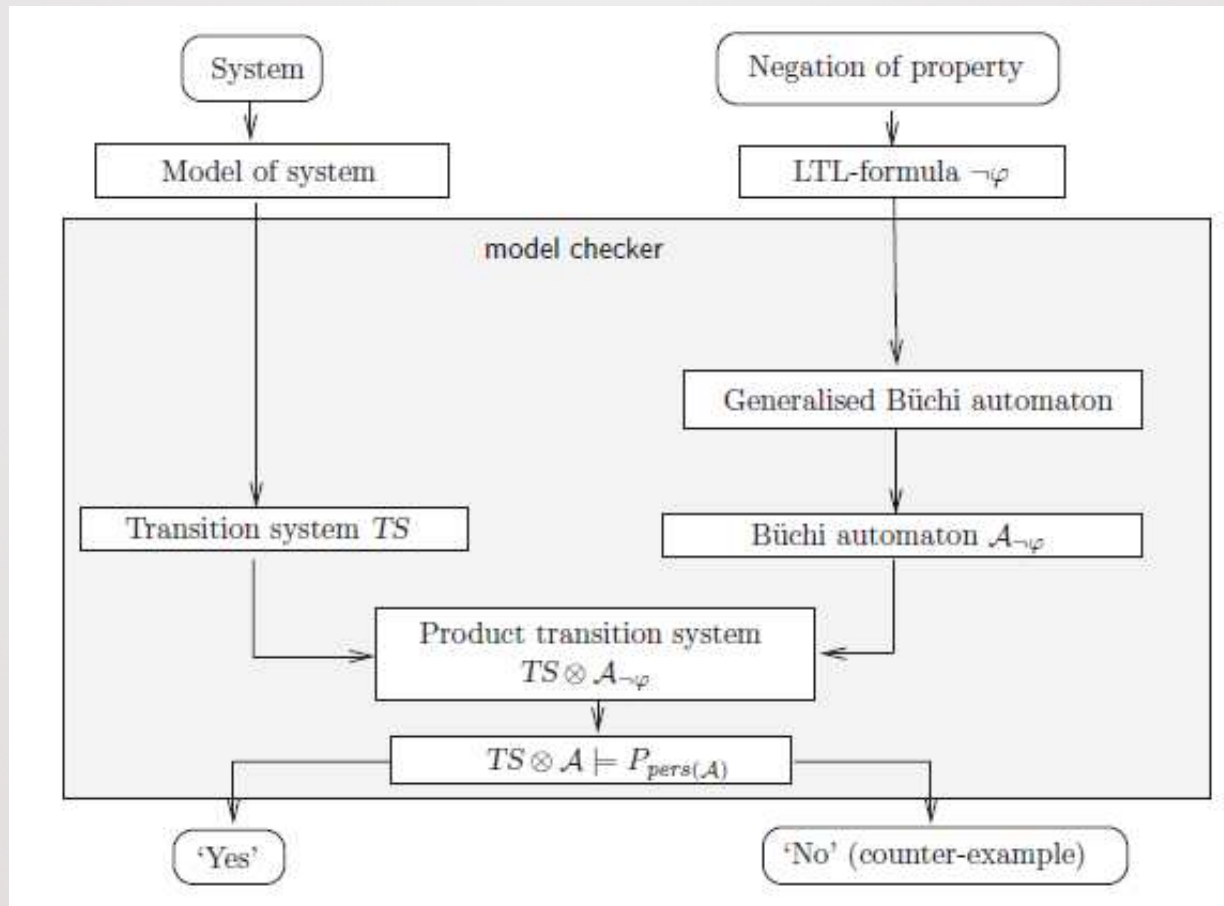 System
Negation of property
Model of system
LTL-formula ¬φ
model checker
Generalised Büchi automaton
Transition system TS
Büchi automaton 𝒜¬φ
Product transition system
TS ⊗ 𝒜¬φ
TS ⊗ 𝒜 ⊨ Ppers(𝒜)
‘Yes’
‘No’ (counter-example)